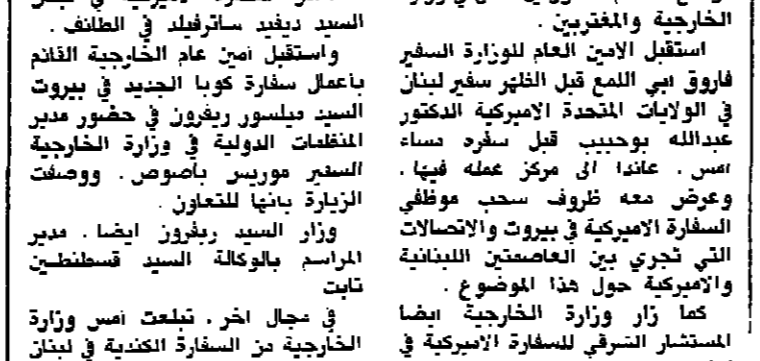 الخارجية والمغتربين .
استقبل الامين العام للوزارة السفير
فاروق ابي اللمع قبل الظهر سفير لبنان
في الولايات المتحدة الاميركية الدكتور
عبدالله بوحبيب قبل سفره مساء
امس . عائدا الى مركز عمله فيها .
وعرض معه ظروف سحب موظفي
السفارة الاميركية في بيروت والاتصالات
التي تجري بين العاصمتين اللبنانية
والاميركية حول هذا الموضوع .
كما زار وزارة الخارجية ايضا
المستشار الشرقي للسفارة الاميركية في
السيد ديفيد ساترفيلد في الطائف .
واستقبل امين عام الخارجية القائم
باعمال سفارة كوبا الجديد في بيروت
السيد ميلسور ريفرون في حضور مدير
المنظمات الدولية في وزارة الخارجية
السفير موريس باصوص . ووصفت
الزيارة بانها للتعاون .
وزار السيد ريفرون ايضا . مدير
المراسم بالوكالة السيد قسطنطين
ثابت
في مجال اخر . تبلغت امس وزارة
الخارجية من السفارة الكندية في لبنان